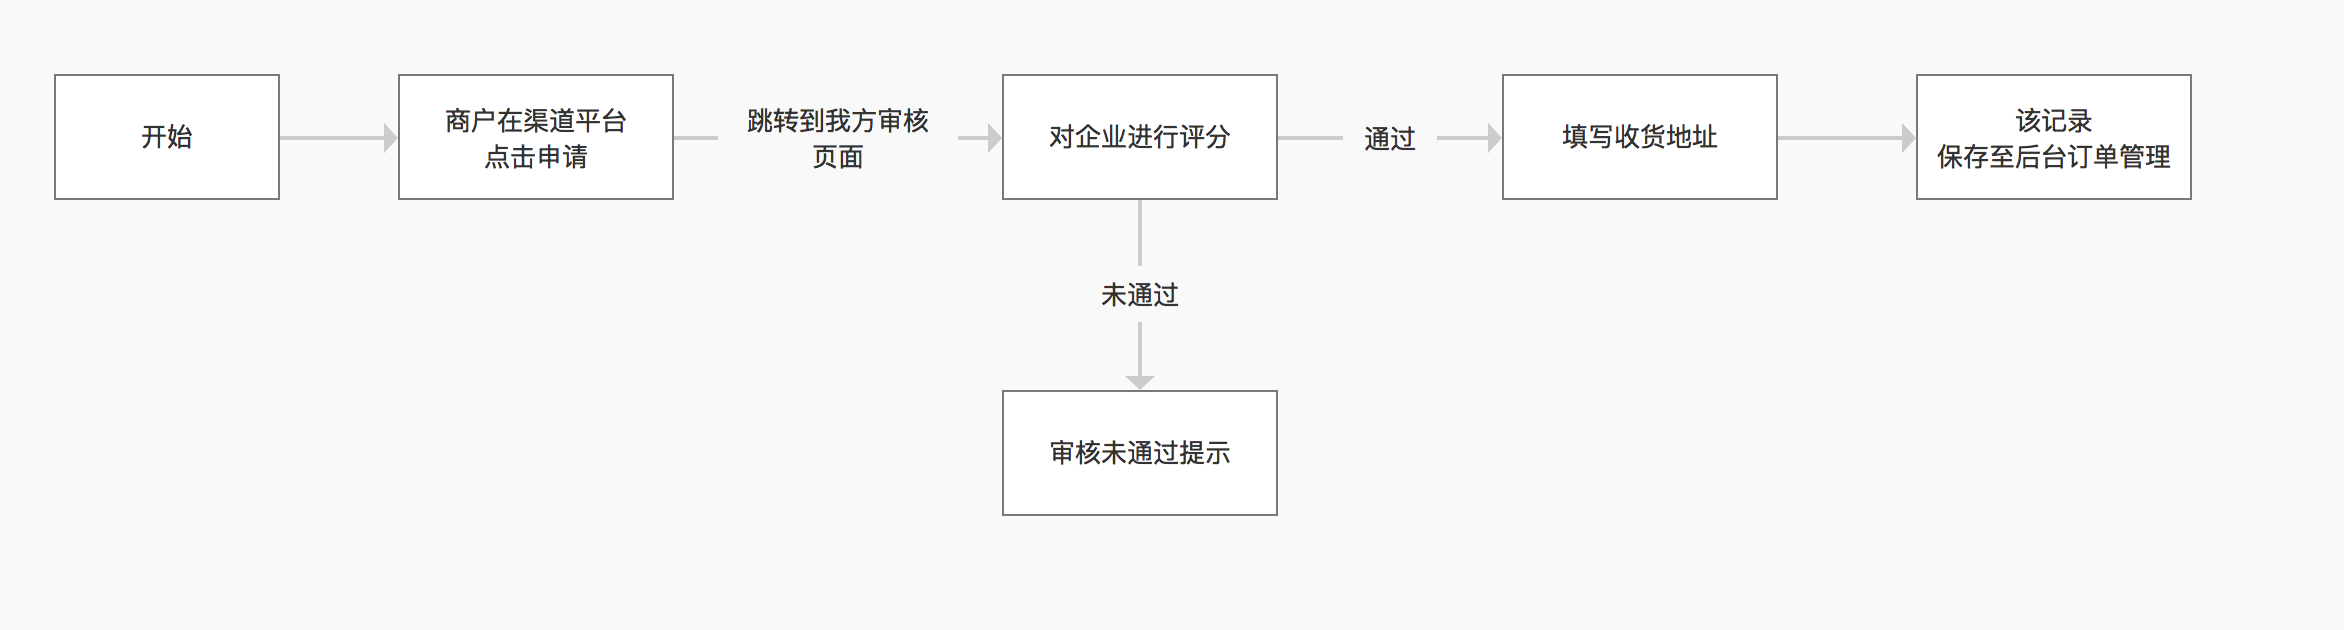 开始
商户在渠道平台
点击申请
跳转到我方审核
页面
对企业进行评分
通过
填写收货地址
该记录
保存至后台订单管理
未通过
审核未通过提示